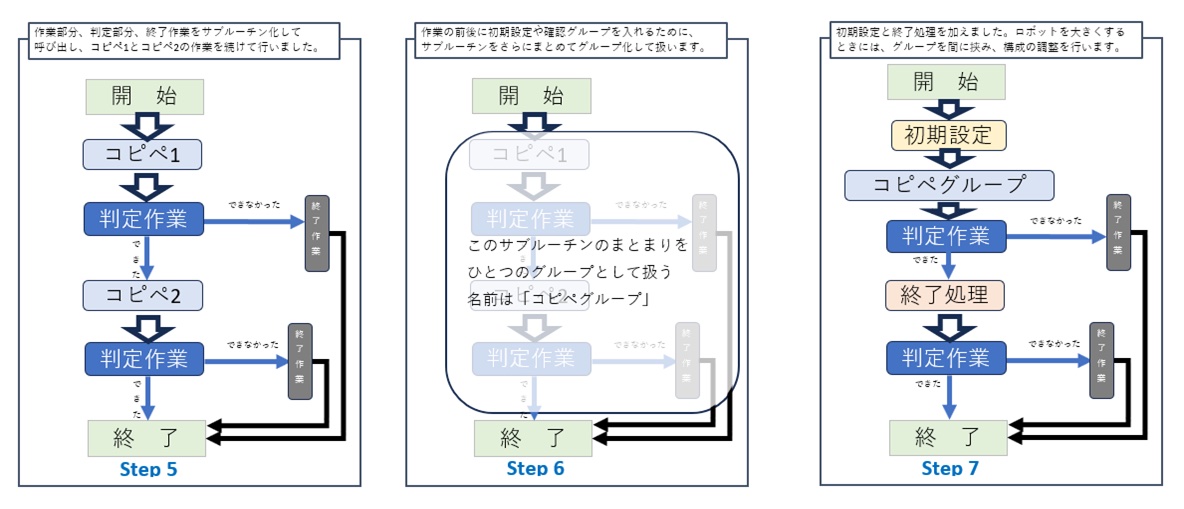 作業部分、判定部分、終了作業をサブルーチン化して
呼び出し、コピペ1とコピペ2の作業を続けて行いました。
開　始
コピペ1
判定作業
できなかった
終了作業
できた
コピペ2
判定作業
できなかった
終了作業
できた
終　了
Step 5
作業の前後に初期設定や確認グループを入れるために、
サブルーチンをさらにまとめてグループ化して扱います。
開　始
コピペ1
判定作業
できなかった
終了作業
できた
このサブルーチンのまとまりを
ひとつのグループとして扱う
名前は「コピペグループ」
コピペ2
判定作業
できなかった
終了作業
できた
終　了
Step 6
初期設定と終了処理を加えました。ロボットを大きくする
ときには、グループを間に挟み、構成の調整を行います。
開　始
初期設定
コピペグループ
判定作業
できなかった
終了作業
できた
終了処理
判定作業
できなかった
終了作業
できた
終　了
Step 7